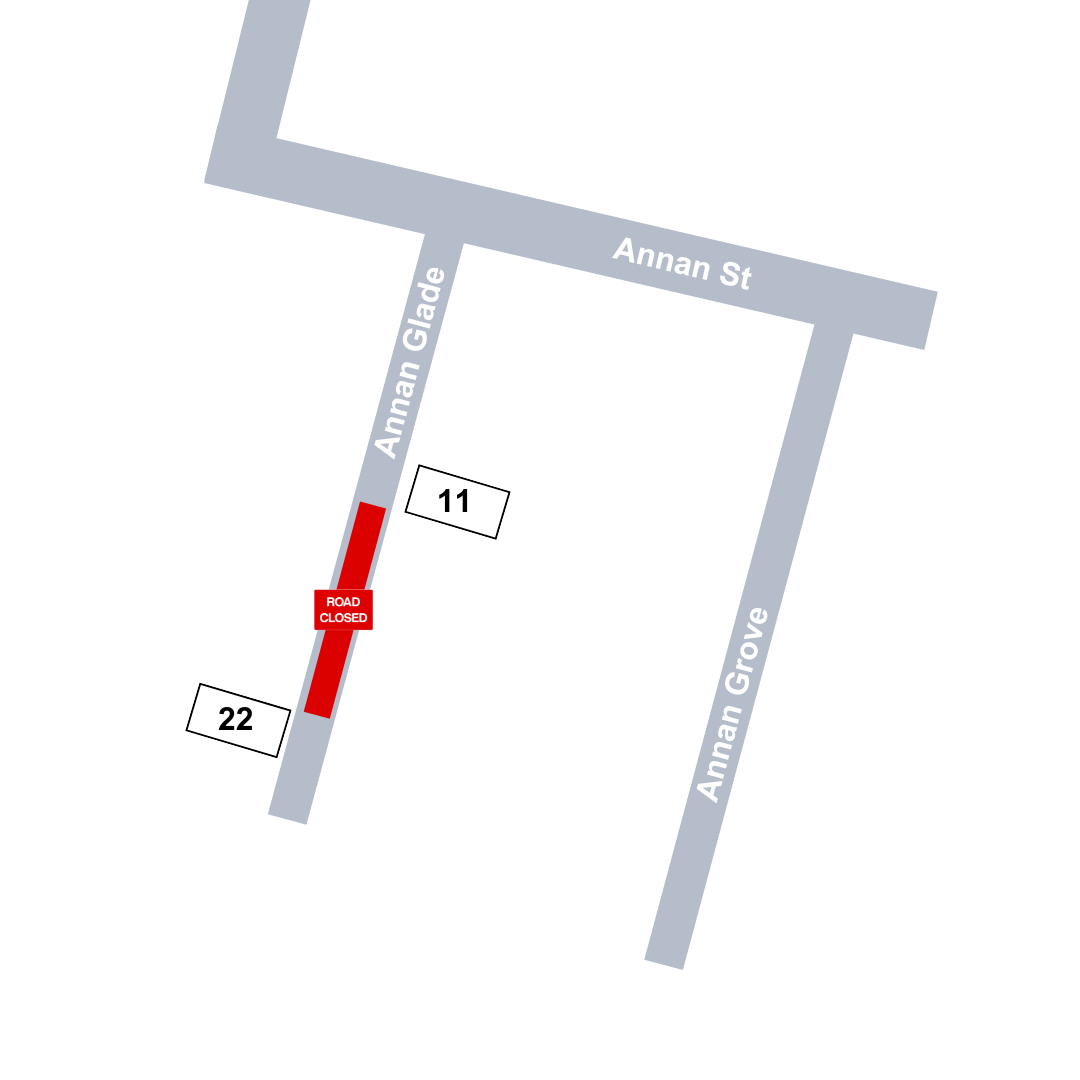 Annan St
Annan Glade
11
ROAD
CLOSED
Annan Grove
22